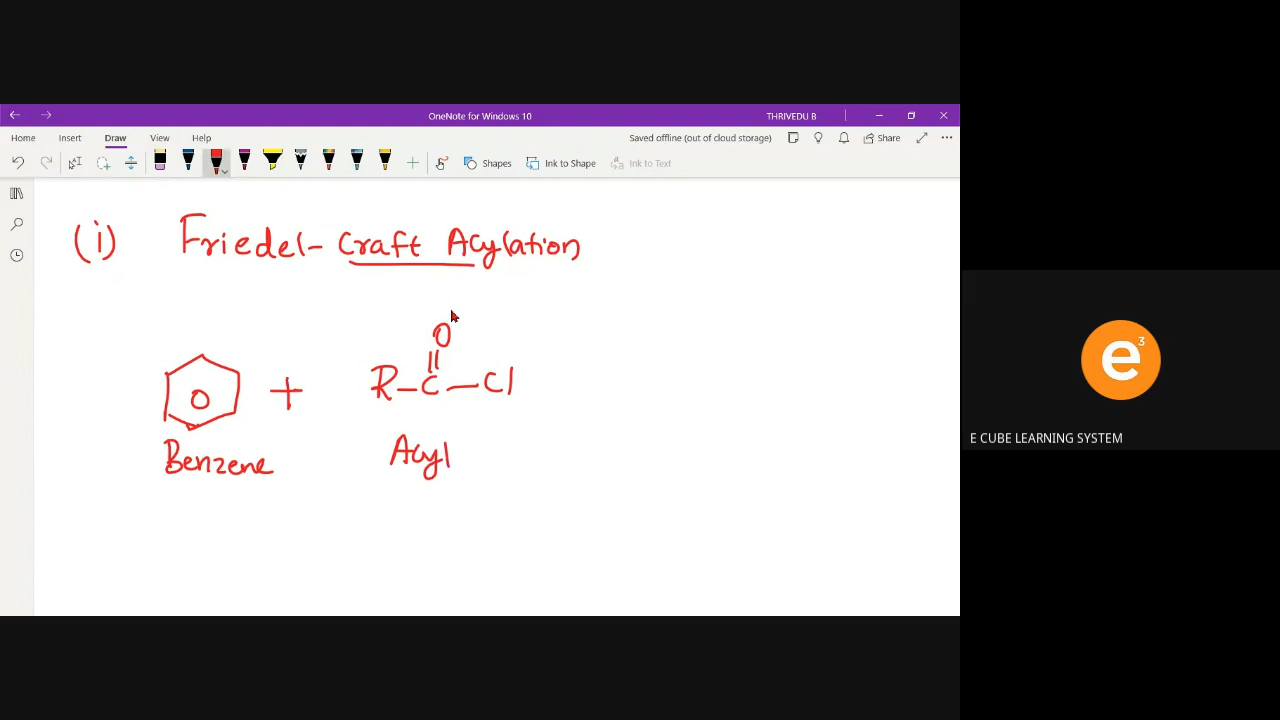 OneNote for Windows 10
THRIVEDU B
Home Insert Draw View Help
Saved offline (out of cloud storage)
Share
Shapes
Ink to Shape
Ink to Text
(i) Friedel- Craft Acylation
O
R-C-Cl
+
Benzene
Acyl
e3
E CUBE LEARNING SYSTEM